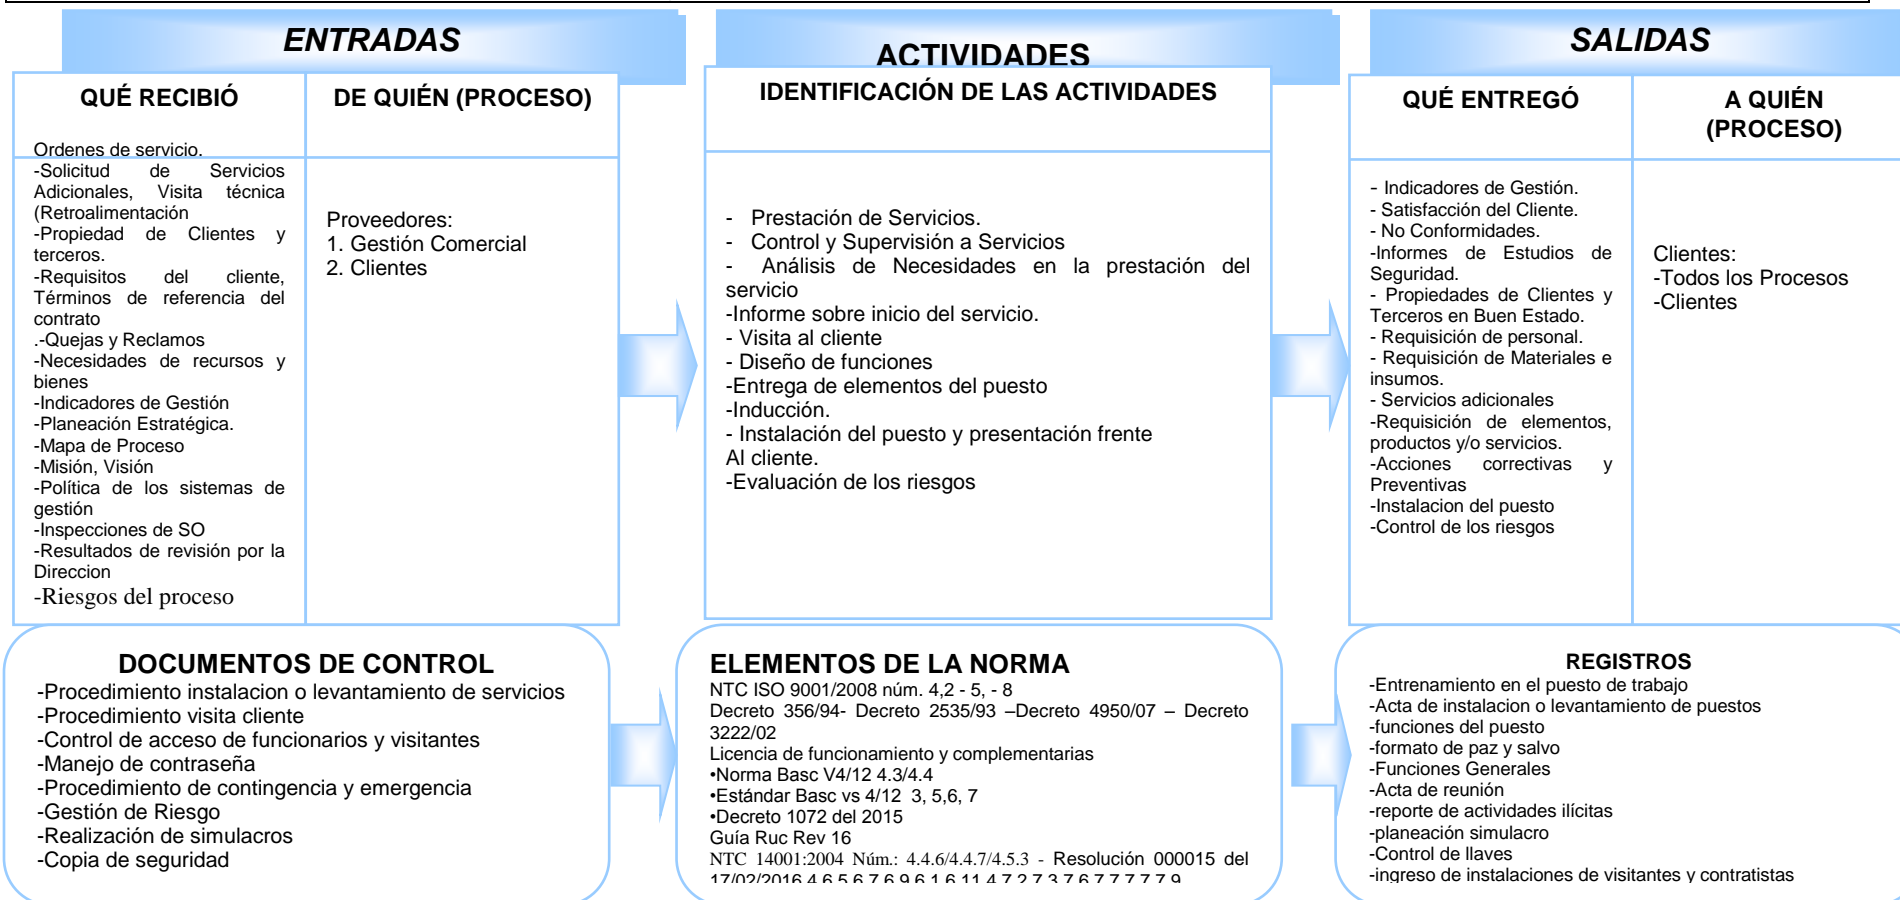 ENTRADAS
QUÉ RECIBIÓ
DE QUIÉN (PROCESO)
Ordenes de servicio.
-Solicitud de Servicios
Adicionales, Visita técnica
(Retroalimentación
-Propiedad de Clientes y
terceros.
-Requisitos del cliente,
Términos de referencia del
contrato
.-Quejas y Reclamos
-Necesidades de recursos y
bienes
-Indicadores de Gestión
-Planeación Estratégica.
-Mapa de Proceso
-Misión, Visión
-Política de los sistemas de
gestión
-Inspecciones de SO
-Resultados de revisión por la
Direccion
-Riesgos del proceso
Proveedores:
1. Gestión Comercial
2. Clientes
ACTIVIDADES
IDENTIFICACIÓN DE LAS ACTIVIDADES
- Prestación de Servicios.
- Control y Supervisión a Servicios
- Análisis de Necesidades en la prestación del
servicio
-Informe sobre inicio del servicio.
- Visita al cliente
- Diseño de funciones
-Entrega de elementos del puesto
-Inducción.
- Instalación del puesto y presentación frente
Al cliente.
-Evaluación de los riesgos
SALIDAS
QUÉ ENTREGÓ
A QUIÉN
(PROCESO)
- Indicadores de Gestión.
- Satisfacción del Cliente.
- No Conformidades.
-Informes de Estudios de
Seguridad.
- Propiedades de Clientes y
Terceros en Buen Estado.
- Requisición de personal.
- Requisición de Materiales e
insumos.
- Servicios adicionales
-Requisición de elementos,
productos y/o servicios.
-Acciones correctivas y
Preventivas
-Instalacion del puesto
-Control de los riesgos
Clientes:
-Todos los Procesos
-Clientes
DOCUMENTOS DE CONTROL
-Procedimiento instalacion o levantamiento de servicios
-Procedimiento visita cliente
-Control de acceso de funcionarios y visitantes
-Manejo de contraseña
-Procedimiento de contingencia y emergencia
-Gestión de Riesgo
-Realización de simulacros
-Copia de seguridad
ELEMENTOS DE LA NORMA
NTC ISO 9001/2008 núm. 4,2 - 5, - 8
Decreto 356/94- Decreto 2535/93 –Decreto 4950/07 – Decreto
3222/02
Licencia de funcionamiento y complementarias
•Norma Basc V4/12 4.3/4.4
•Estándar Basc vs 4/12 3, 5,6, 7
•Decreto 1072 del 2015
Guía Ruc Rev 16
NTC 14001:2004 Núm.: 4.4.6/4.4.7/4.5.3 - Resolución 000015 del
17/02/2016
REGISTROS
-Entrenamiento en el puesto de trabajo
-Acta de instalacion o levantamiento de puestos
-funciones del puesto
-formato de paz y salvo
-Funciones Generales
-Acta de reunión
-reporte de actividades ilícitas
-planeación simulacro
-Control de llaves
-ingreso de instalaciones de visitantes y contratistas